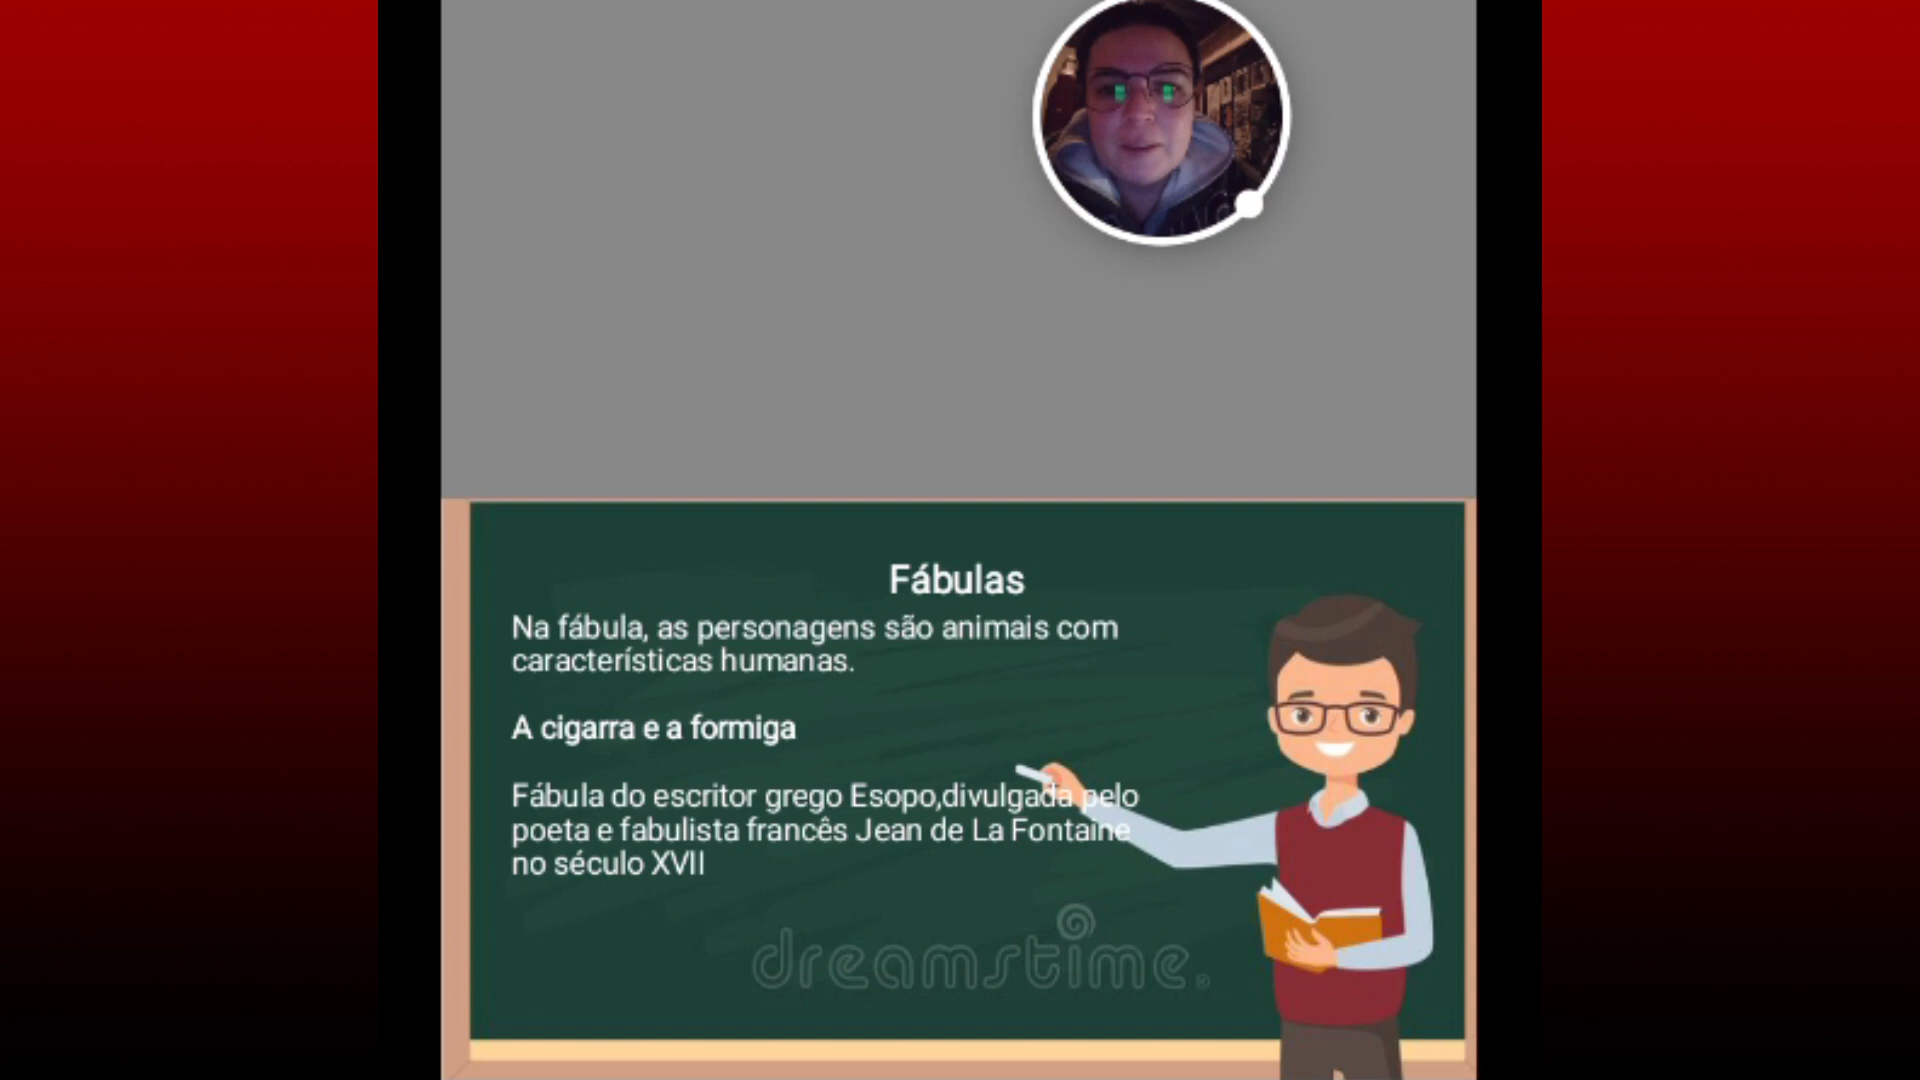 Fábulas
Na fábula, as personagens são animais com
características humanas.
A cigarra e a formiga
Fábula do escritor grego Esopo,divulgada pelo
poeta e fabulista francês Jean de La Fontaine
no século XVII
dreamstime.